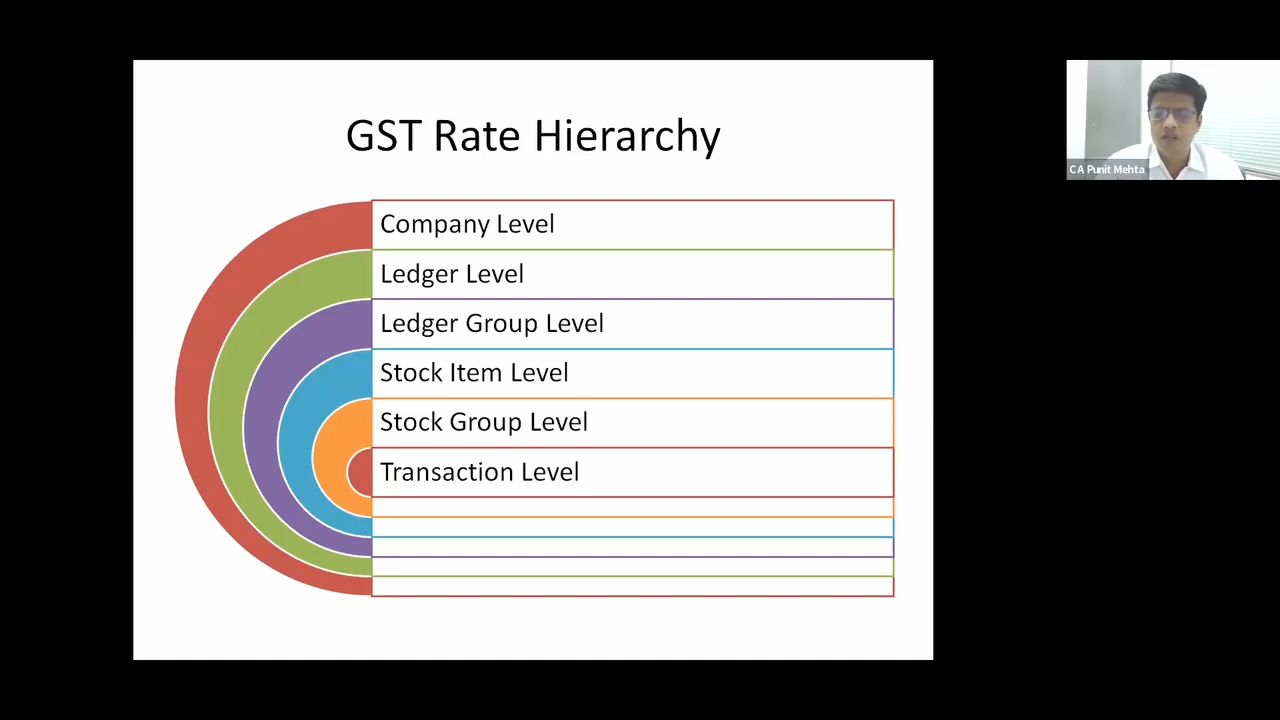 GST Rate Hierarchy
Company Level
Ledger Level
Ledger Group Level
Stock Item Level
Stock Group Level
Transaction Level
CA Punit Mehta